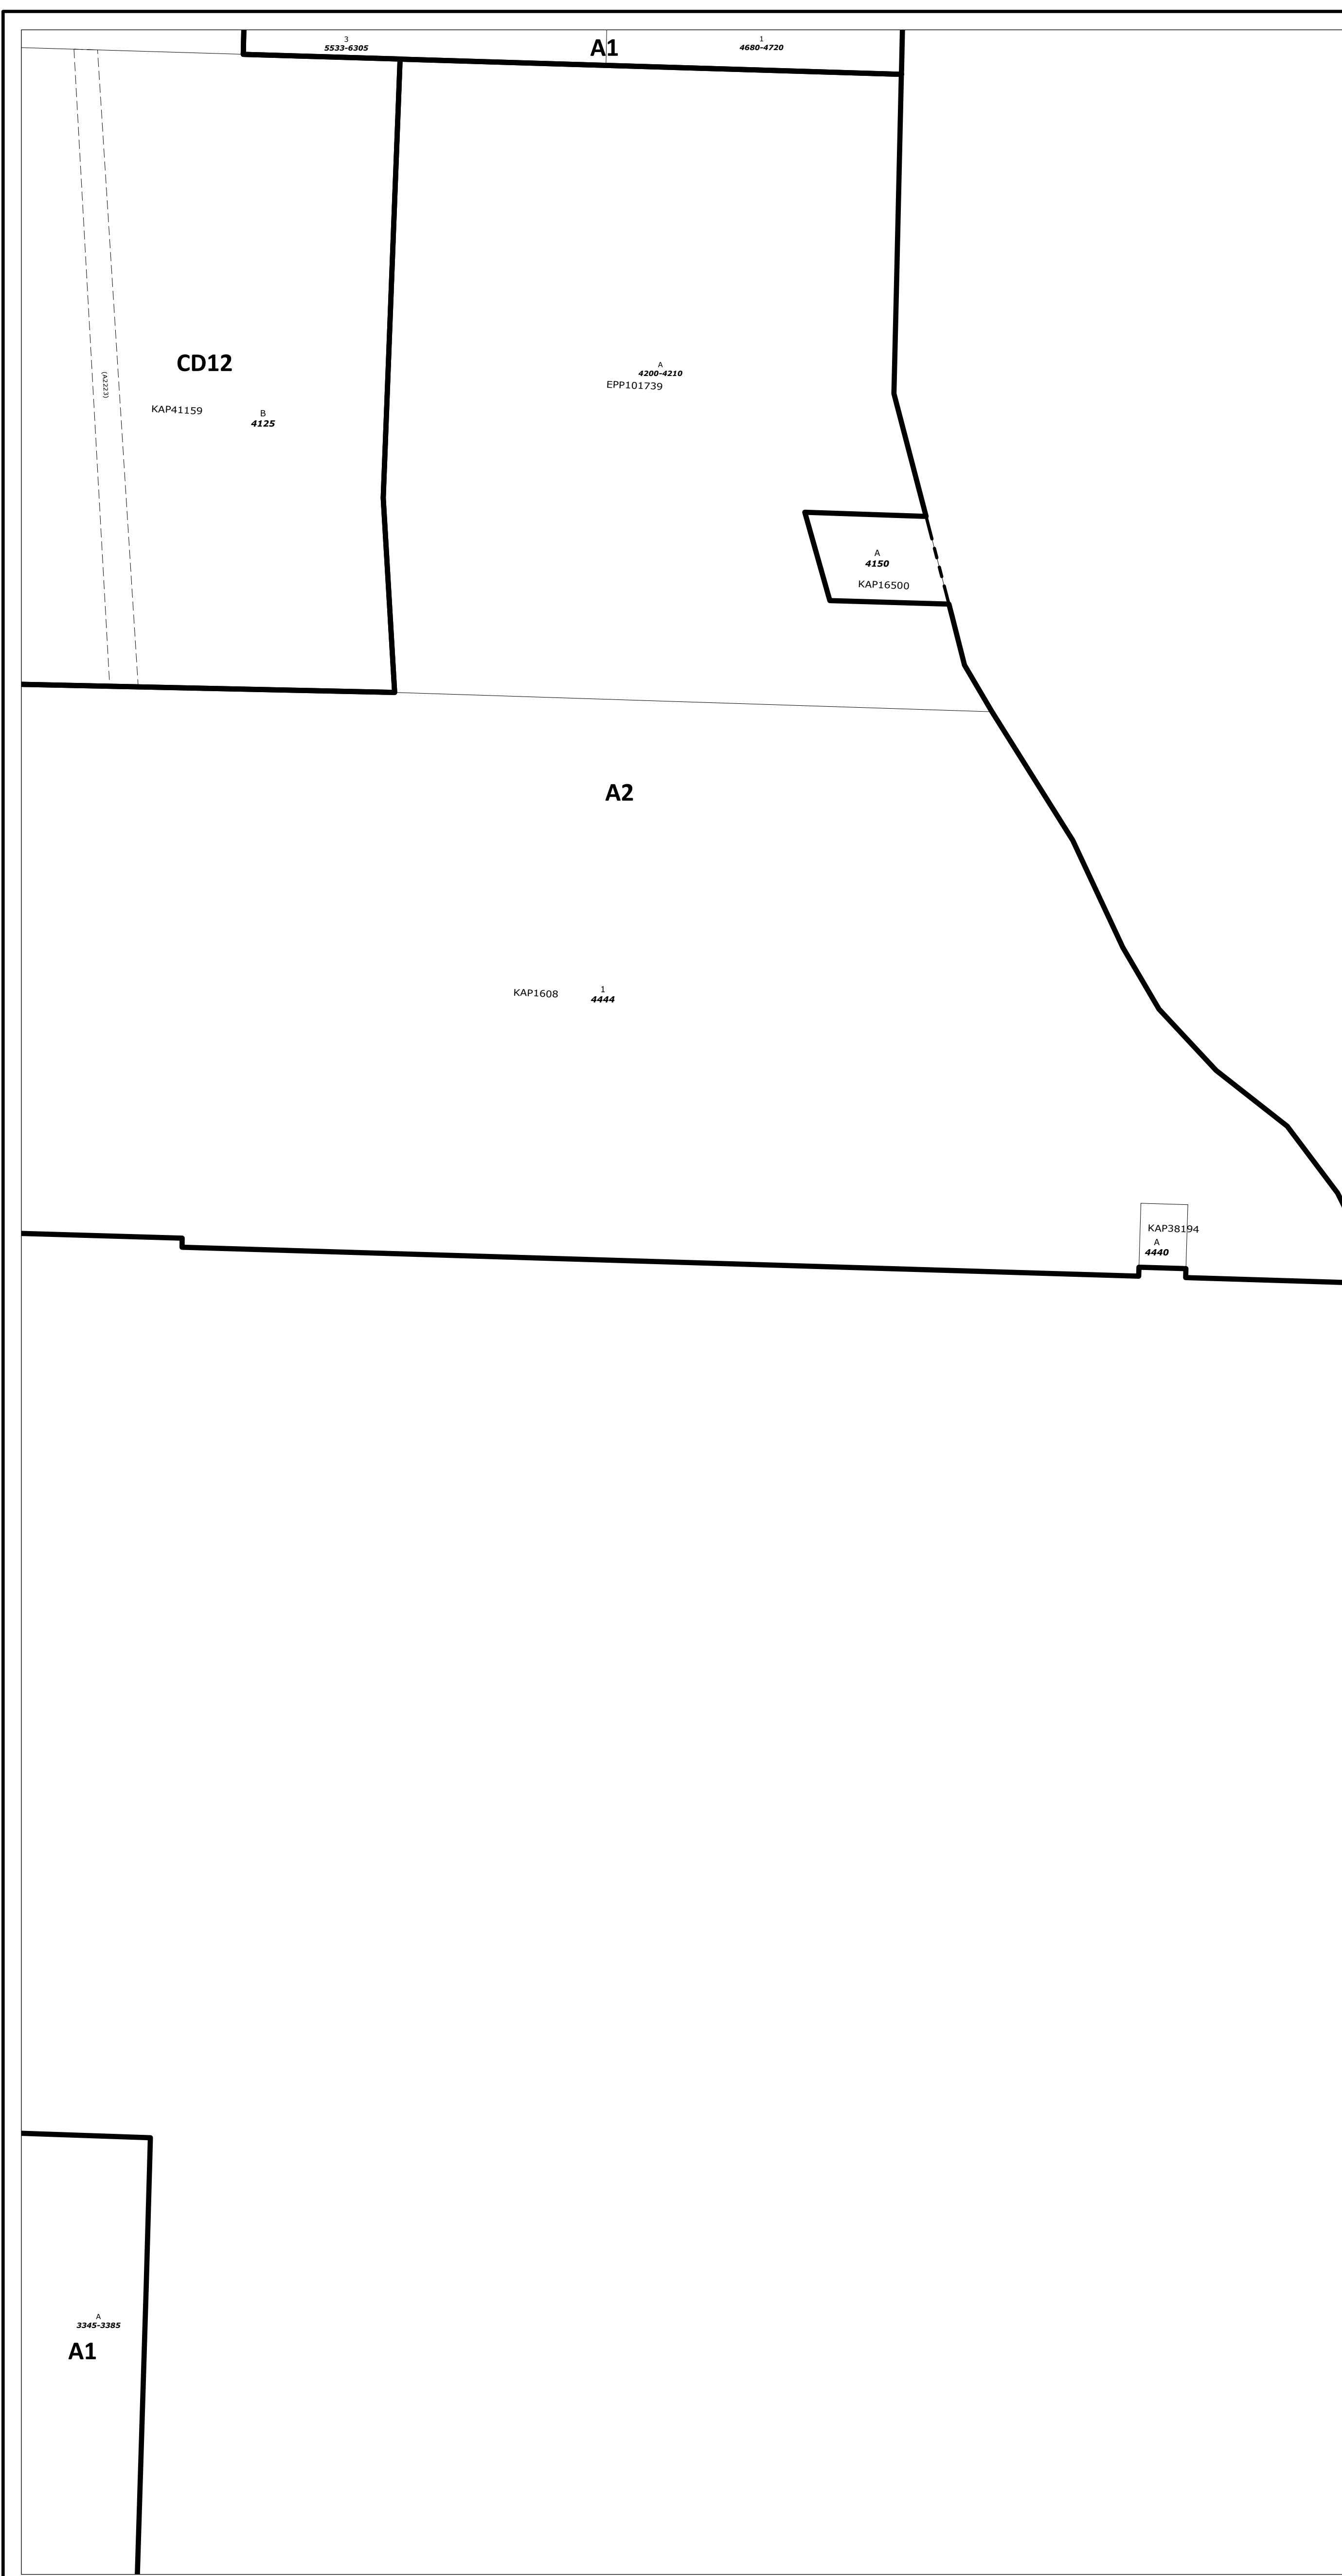 3
5533-6305
A1
1
4680-4720
CD12
(A2223)
KAP41159
B
4125
A
4200-4210
EPP101739
A
4150
KAP16500
A2
KAP1608
1
4444
KAP38194
A
4440
A
3345-3385
A1